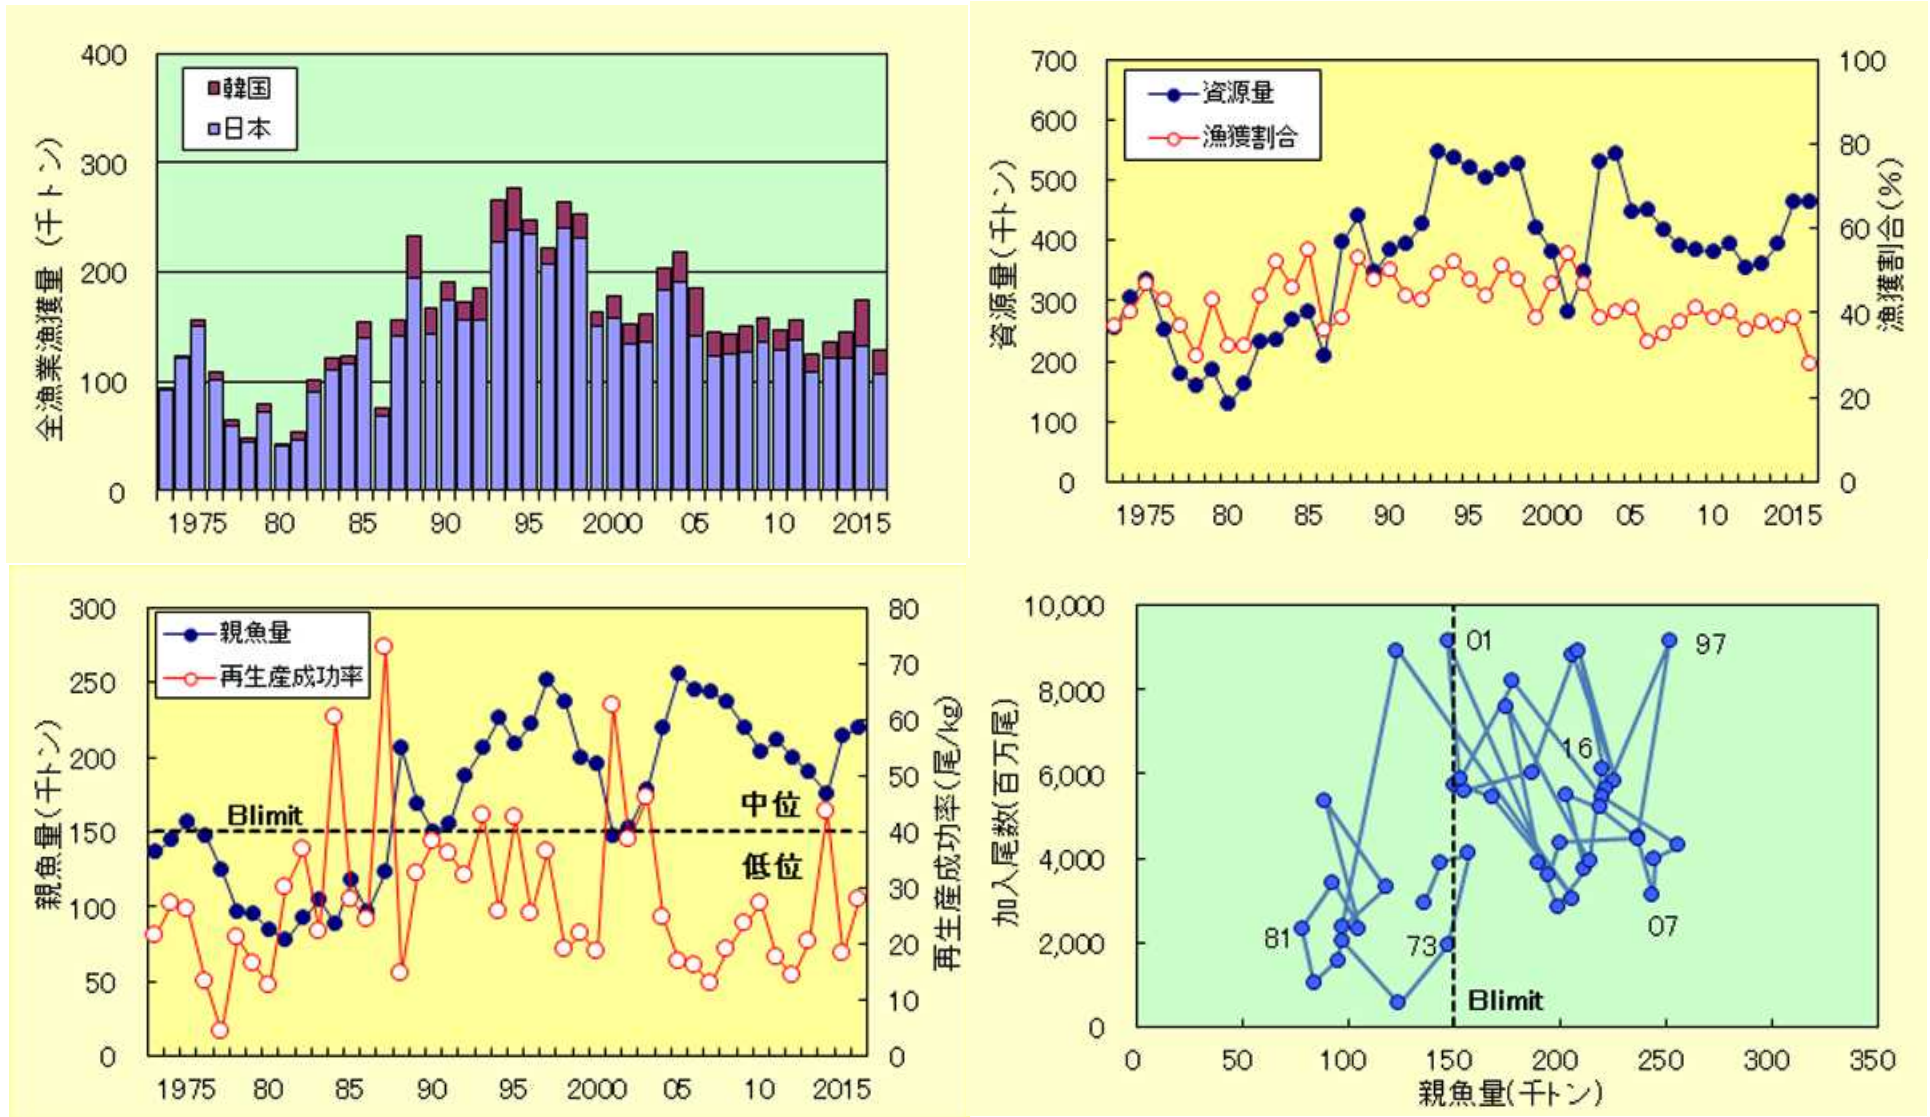 400
300
200
100
0
韓国
日本
全漁業漁獲量 (千トン)
1975 80 85 90 95 2000 05 10 2015
700
600
500
400
300
200
100
0
資源量
漁獲割合
資源量(千トン)
100
80
60
40
20
0
漁獲割合(%)
1975 80 85 90 95 2000 05 10 2015
300
250
200
150
100
50
0
親魚量
再生産成功率
親魚量(千トン)
Blimit
中位
低位
80
70
60
50
40
30
20
10
0
再生産成功率(尾/kg)
1975 80 85 90 95 2000 05 10 2015
10,000
8,000
6,000
4,000
2,000
0
加入尾数(百万尾)
01
97
16
07
81
73
Blimit
0 50 100 150 200 250 300 350
親魚量(千トン)